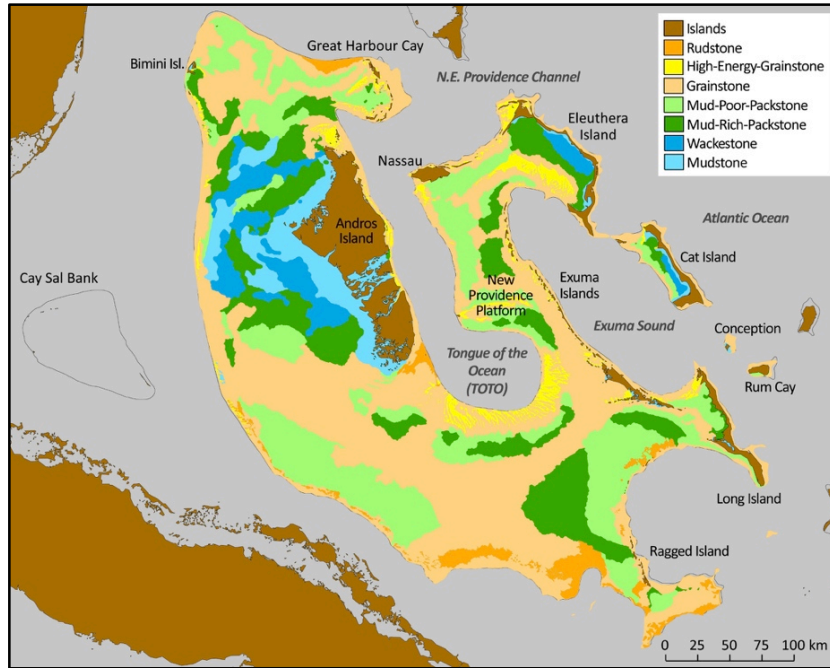 Islands
Rudstone
High-Energy-Grainstone
Grainstone
Mud-Poor-Packstone
Mud-Rich-Packstone
Wackestone
Mudstone
Great Harbour Cay
Bimini Isl.
N.E. Providence Channel
Eleuthera
Island
Nassau
Andros
Island
Atlantic Ocean
Cat Island
Cay Sal Bank
New
Providence
Platform
Exuma
Islands
Exuma Sound
Conception
Tongue of the
Ocean
(TOTO)
Rum Cay
Long Island
Ragged Island
0 25 50 100 km